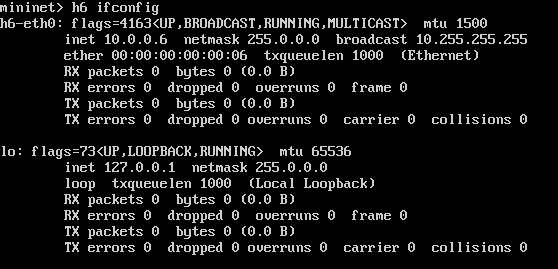 mininet> h6 ifconfig
h6-eth0: flags=4163<UP,BROADCAST,RUNNING,MULTICAST>  mtu 1500
        inet 10.0.0.6  netmask 255.0.0.0  broadcast 10.255.255.255
        ether 00:00:00:00:00:06  txqueuelen 1000  (Ethernet)
        RX packets 0  bytes 0 (0.0 B)
        RX errors 0  dropped 0  overruns 0  frame 0
        TX packets 0  bytes 0 (0.0 B)
        TX errors 0  dropped 0 overruns 0  carrier 0  collisions 0

lo: flags=73<UP,LOOPBACK,RUNNING>  mtu 65536
        inet 127.0.0.1  netmask 255.0.0.0
        loop  txqueuelen 1000  (Local Loopback)
        RX packets 0  bytes 0 (0.0 B)
        RX errors 0  dropped 0  overruns 0  frame 0
        TX packets 0  bytes 0 (0.0 B)
        TX errors 0  dropped 0 overruns 0  carrier 0  collisions 0